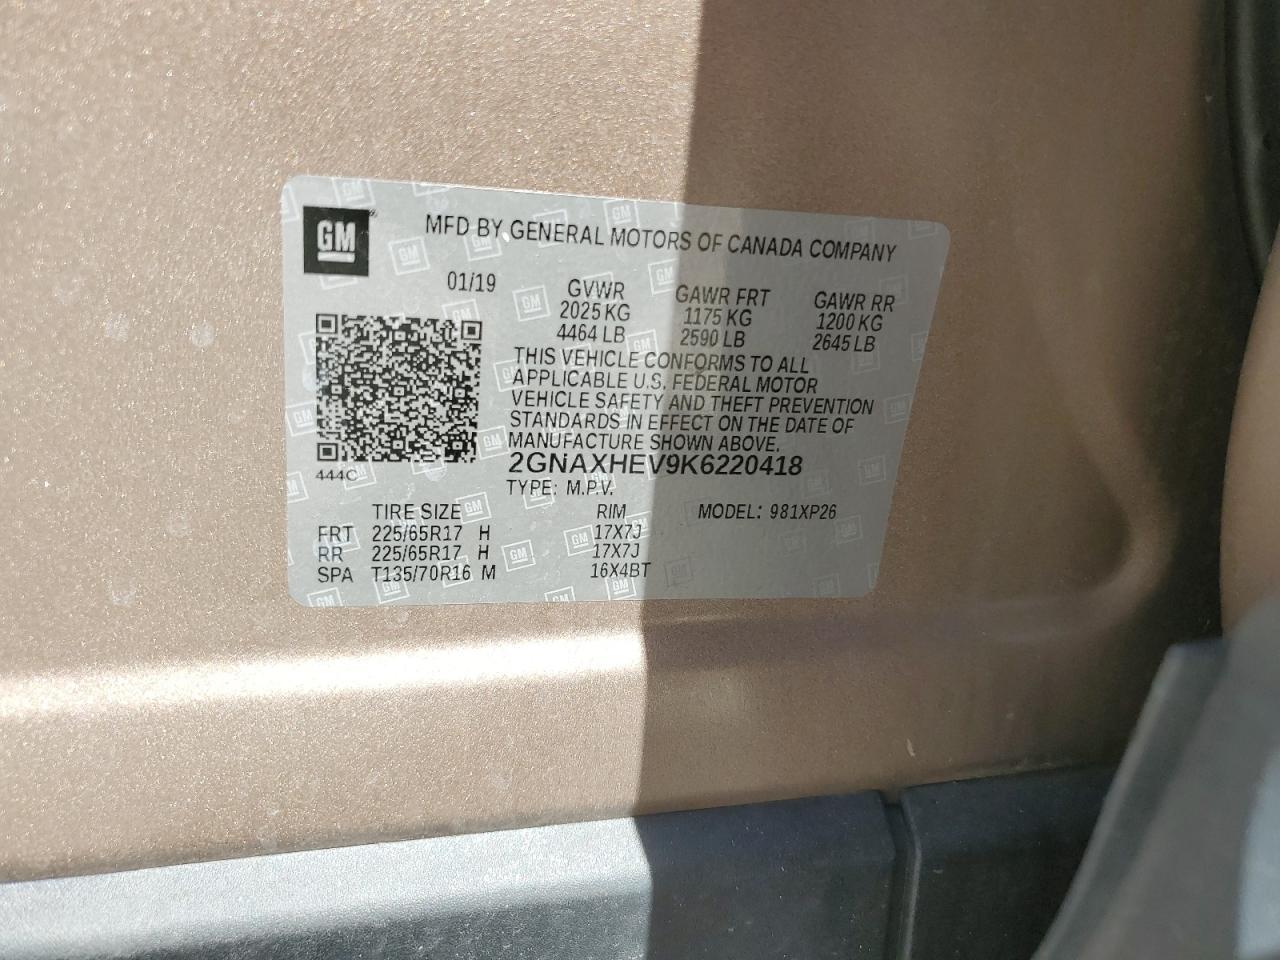 GM
MFD BY GENERAL MOTORS OF CANADA COMPANY
01/19
GVWR GAWR FRT GAWR RR
2025 KG 1175 KG 1200 KG
4464 LB 2590 LB 2645 LB
THIS VEHICLE CONFORMS TO ALL
APPLICABLE U.S. FEDERAL MOTOR
VEHICLE SAFETY AND THEFT PREVENTION
STANDARDS IN EFFECT ON THE DATE OF
MANUFACTURE SHOWN ABOVE.
2GNAXHEV9K6220418
444C
TYPE: M.P.V.
TIRE SIZE RIM MODEL: 981XP26
FRT 225/65R17 H 17X7J
RR 225/65R17 H 17X7J
SPA T135/70R16 M 16X4BT